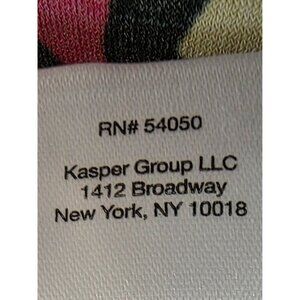 RN# 54050
Kasper Group LLC
1412 Broadway
New York, NY 10018